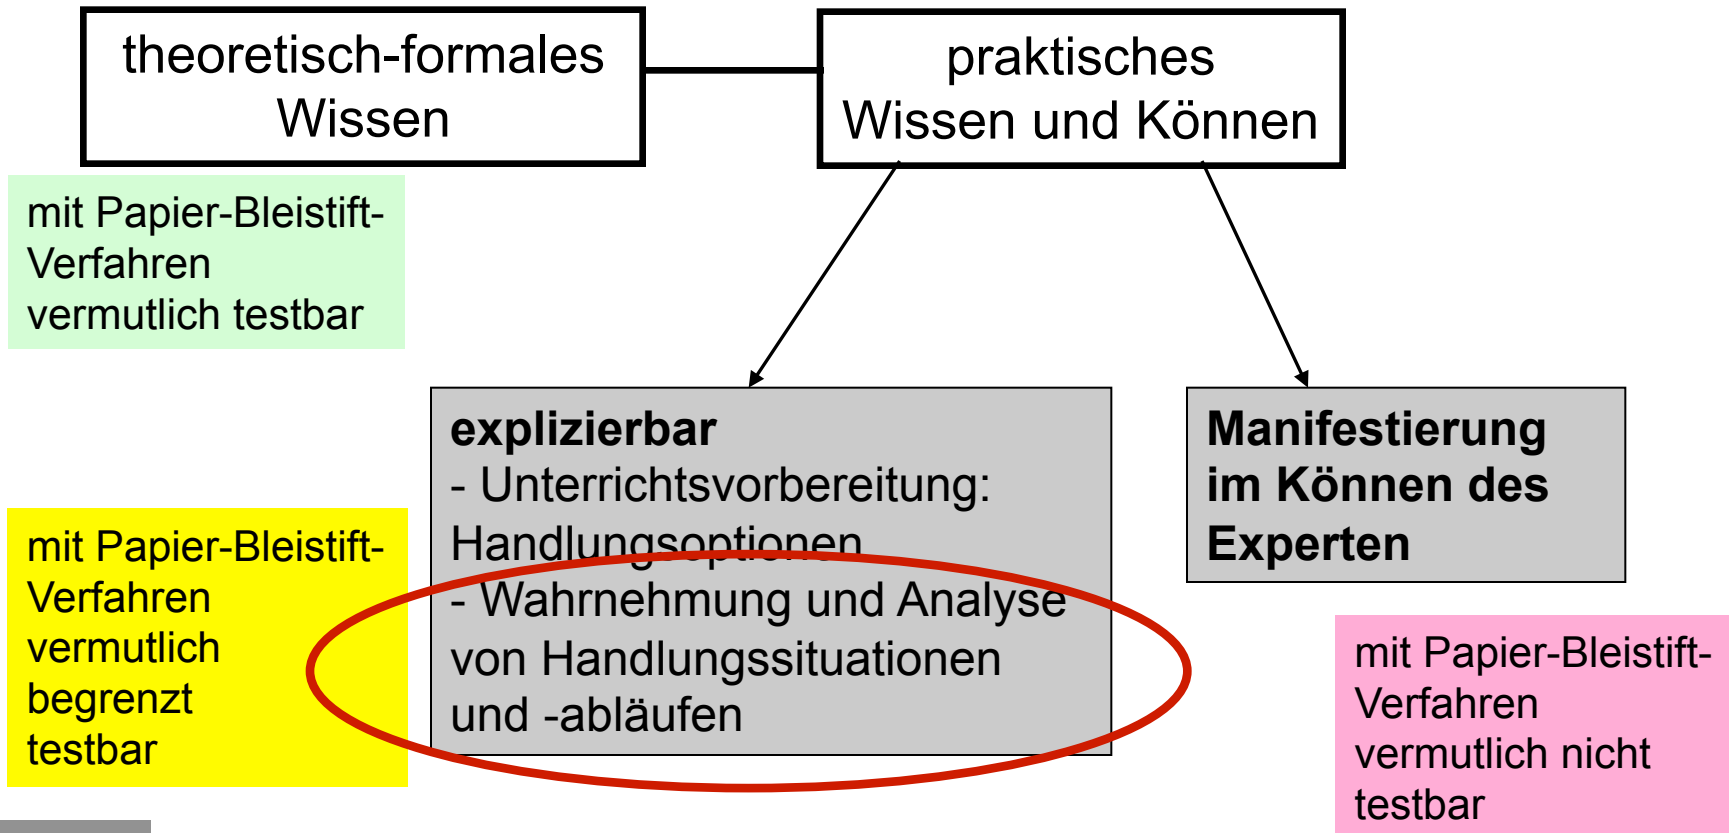 theoretisch-formales
Wissen
praktisches
Wissen und Können
mit Papier-Bleistift-
Verfahren
vermutlich testbar
explizierbar
- Unterrichtsvorbereitung:
Handlungsoptionen
- Wahrnehmung und Analyse
von Handlungssituationen
und -abläufen
Manifestierung
im Können des
Experten
mit Papier-Bleistift-
Verfahren
vermutlich
begrenzt
testbar
mit Papier-Bleistift-
Verfahren
vermutlich nicht
testbar